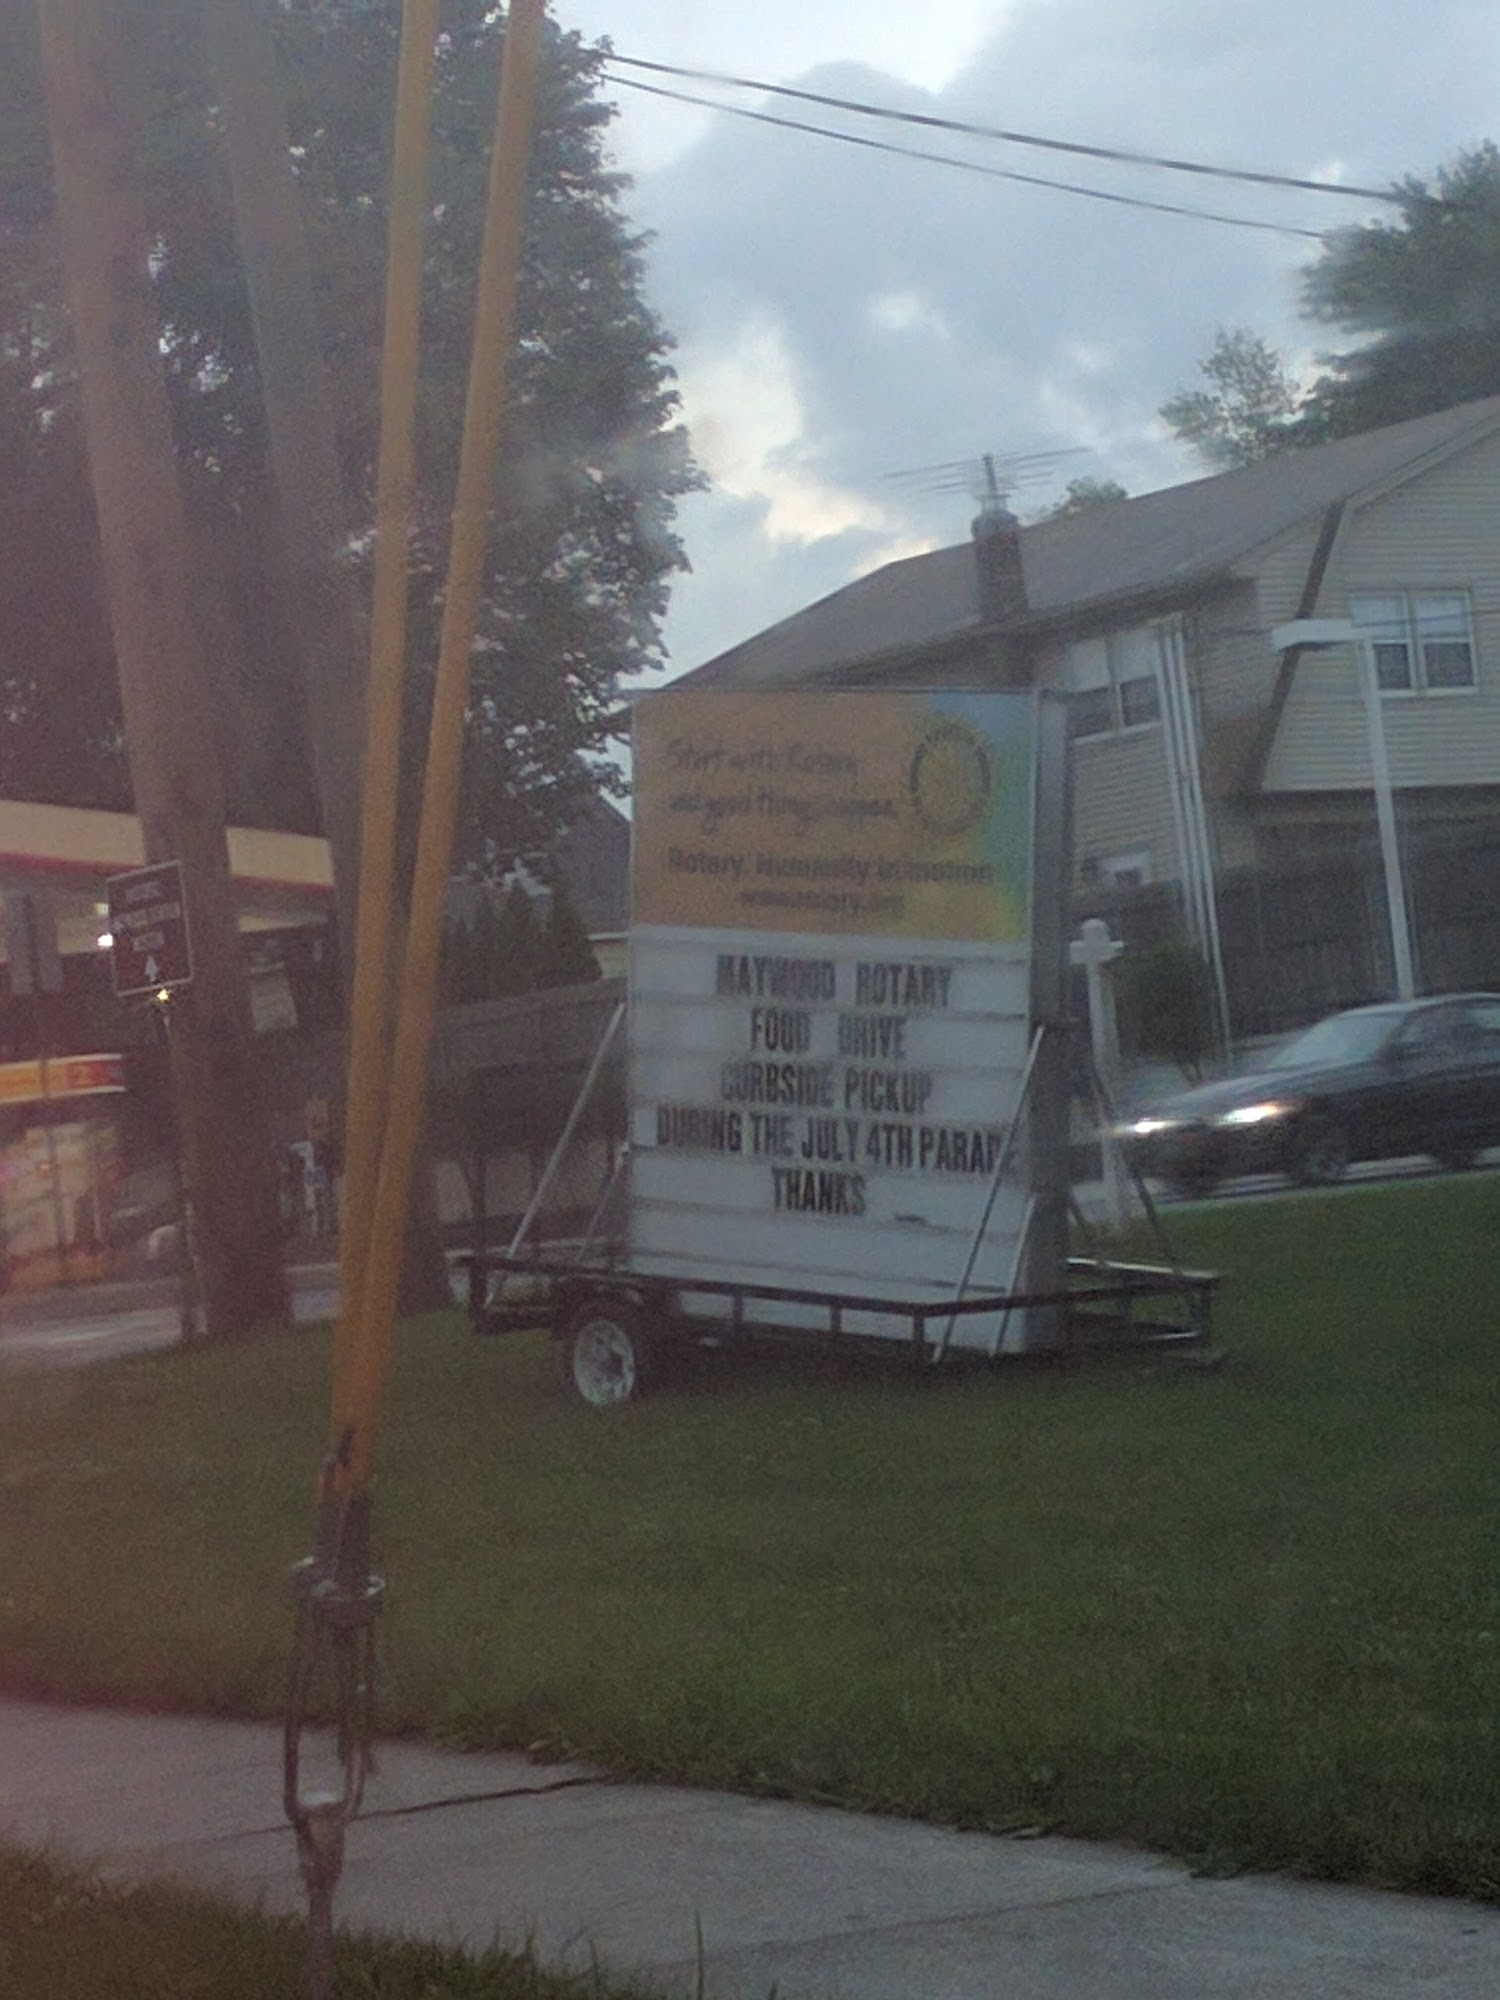 Start with Rotary
and good things happen.
Rotary. Humanity in motion
www.rotary.org
MAYWOOD ROTARY
FOOD DRIVE
CURBSIDE PICKUP
DURING THE JULY 4TH PARADE
THANKS